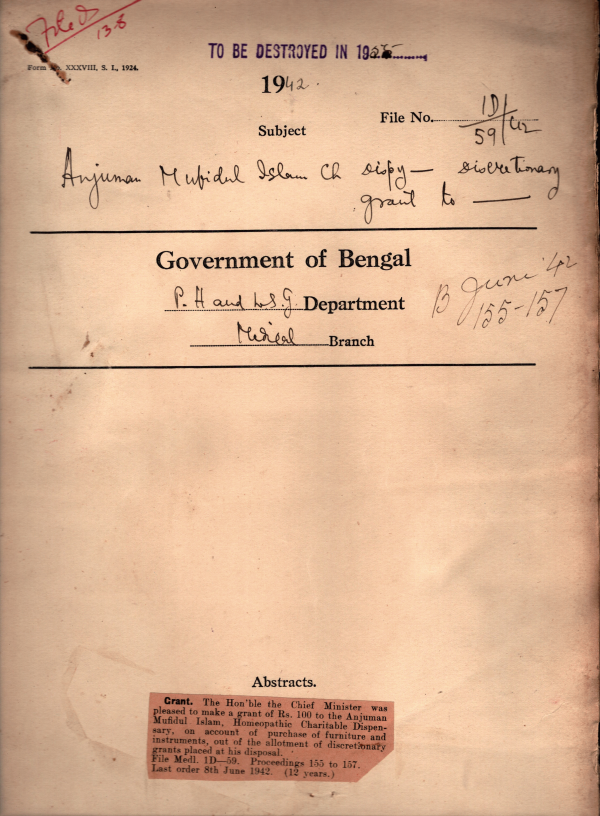 Filed
13-8
Form No. XXXVIII, S. I., 1924.
TO BE DESTROYED IN 19
1942.
File No. 1D/59/42
Subject
Anjuman Mufidul Islam Ch Dispy — Discretionary
grant to —
Government of Bengal
P. H and L. S. G. Department
Medical Branch
B June '42
155-157
Abstracts.
Grant. The Hon'ble the Chief Minister was
pleased to make a grant of Rs. 100 to the Anjuman
Mufidul Islam, Homeopathic Charitable Dispen-
sary, on account of purchase of furniture and
instruments, out of the allotment of discretionary
grants placed at his disposal.
File Medl. 1D—59. Proceedings 155 to 157.
Last order 8th June 1942. (12 years.)